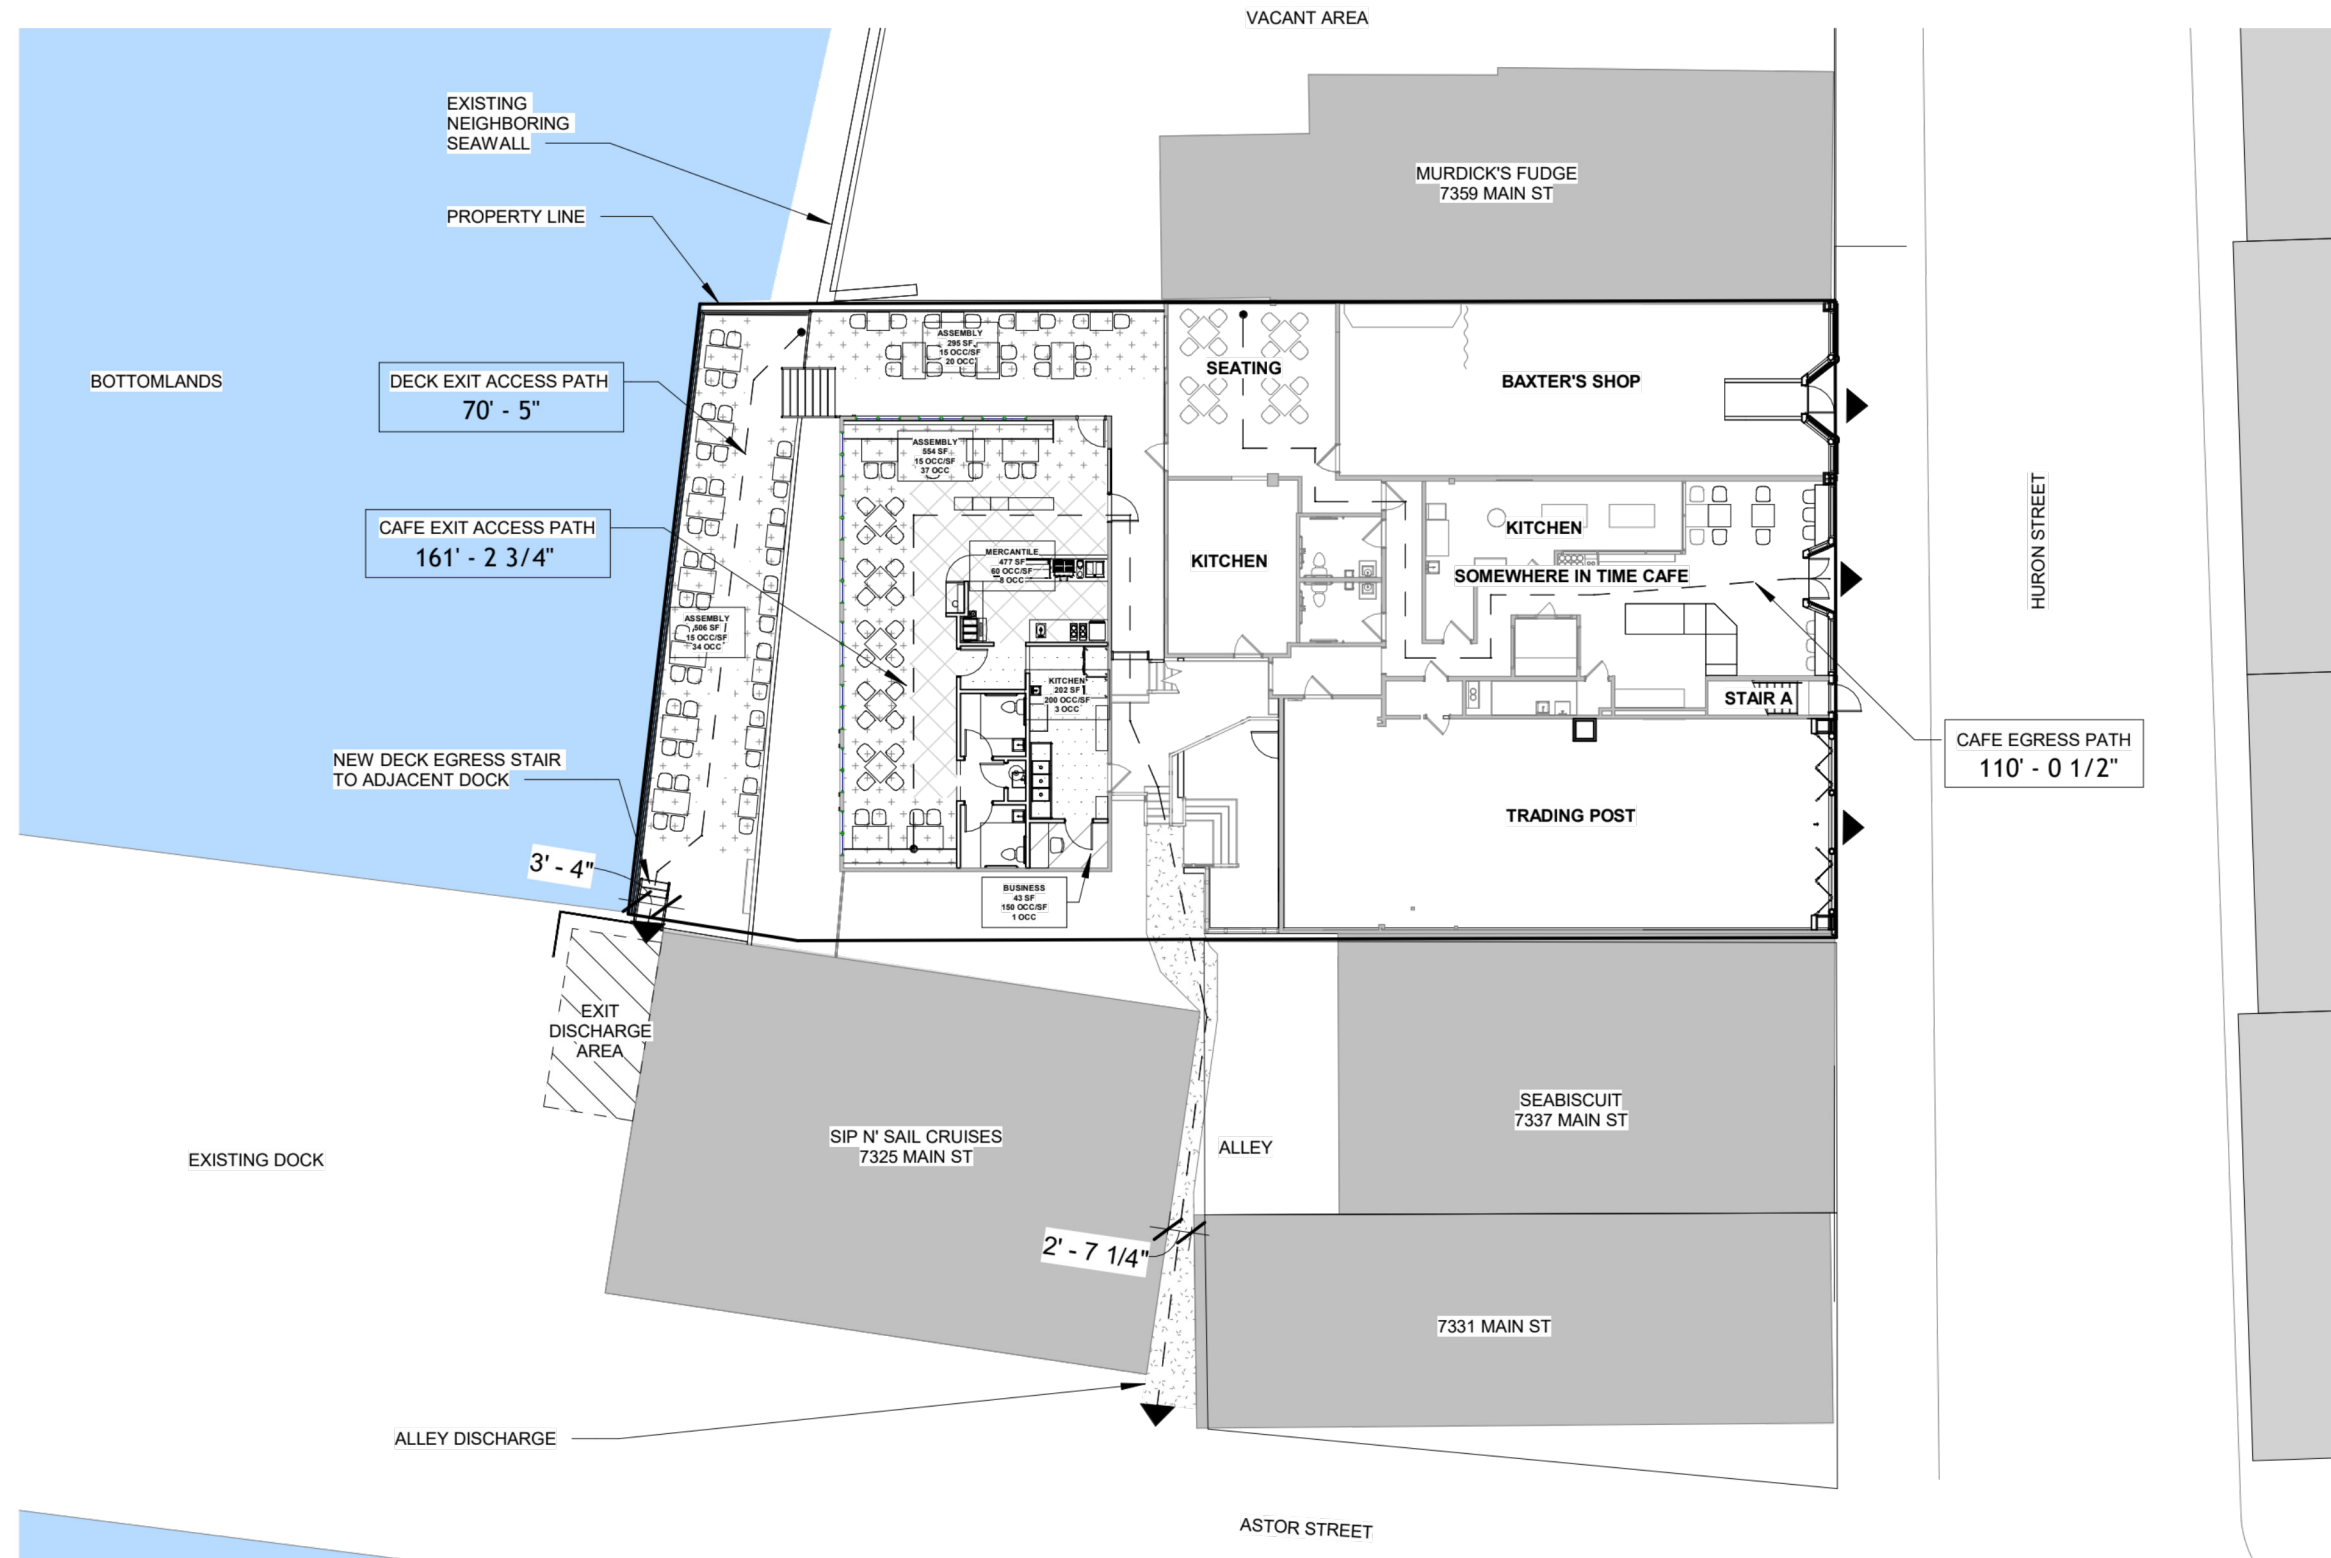 VACANT AREA
EXISTING
NEIGHBORING
SEAWALL
PROPERTY LINE
MURDICK'S FUDGE
7359 MAIN ST
BOTTOMLANDS
DECK EXIT ACCESS PATH
70' - 5"
ASSEMBLY
295 SF
15 OCC/SF
20 OCC
SEATING
BAXTER'S SHOP
ASSEMBLY
554 SF
15 OCC/SF
37 OCC
CAFE EXIT ACCESS PATH
161' - 2 3/4"
MERCANTILE
477 SF
60 OCC/SF
8 OCC
KITCHEN
KITCHEN
SOMEWHERE IN TIME CAFE
HURON STREET
ASSEMBLY
506 SF
15 OCC/SF
34 OCC
KITCHEN
202 SF
200 OCC/SF
3 OCC
STAIR A
CAFE EGRESS PATH
110' - 0 1/2"
NEW DECK EGRESS STAIR
TO ADJACENT DOCK
TRADING POST
3' - 4"
BUSINESS
43 SF
150 OCC/SF
1 OCC
EXIT
DISCHARGE
AREA
SIP N' SAIL CRUISES
7325 MAIN ST
ALLEY
SEABISCUIT
7337 MAIN ST
EXISTING DOCK
2' - 7 1/4"
7331 MAIN ST
ALLEY DISCHARGE
ASTOR STREET